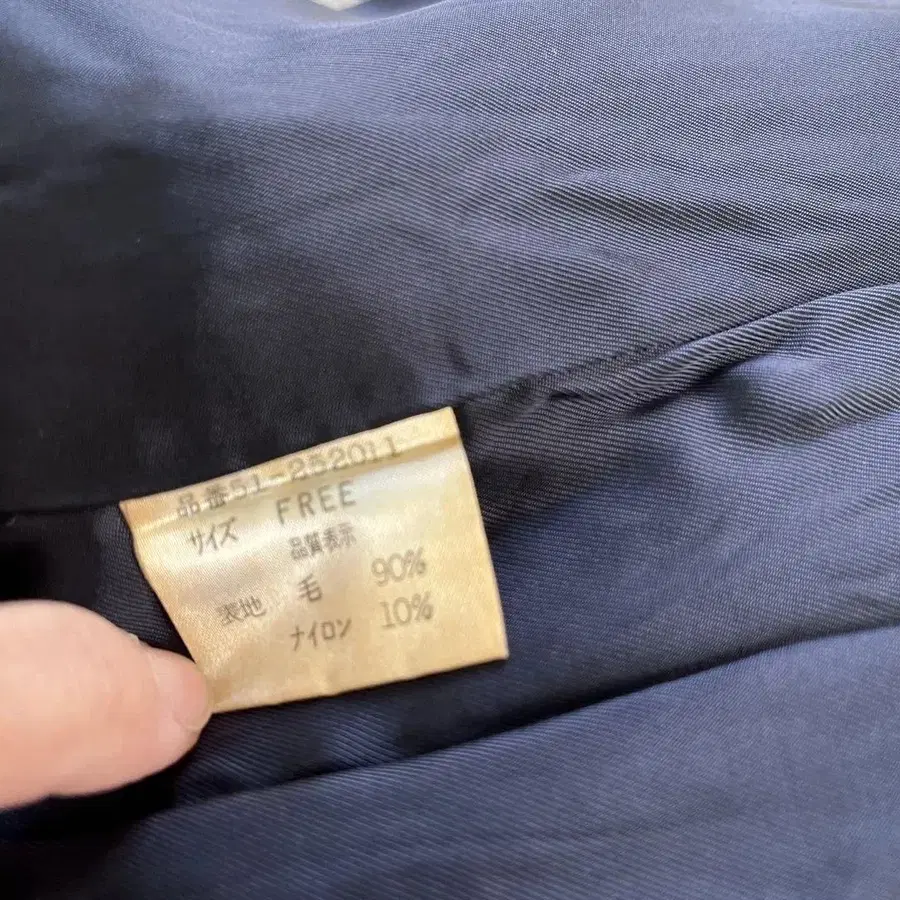 品番51-252011
サイズ FREE
品質表示
表地 毛 90%
ナイロン 10%